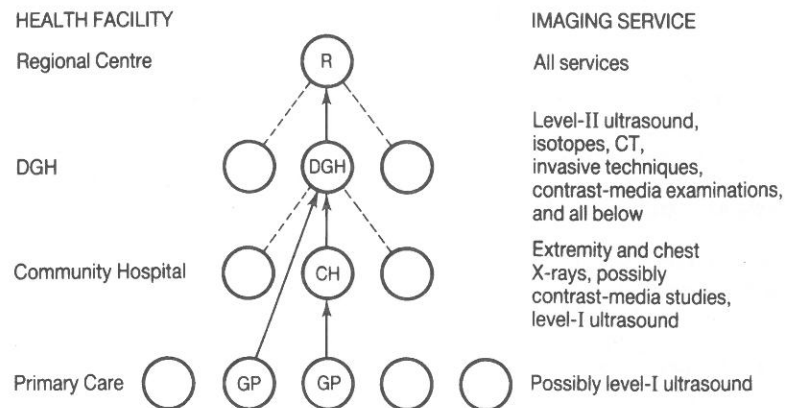 HEALTH FACILITY
IMAGING SERVICE
Regional Centre
R
All services
DGH
DGH
Level-II ultrasound,
isotopes, CT,
invasive techniques,
contrast-media examinations,
and all below
Community Hospital
CH
Extremity and chest
X-rays, possibly
contrast-media studies,
level-I ultrasound
Primary Care
GP
GP
Possibly level-I ultrasound